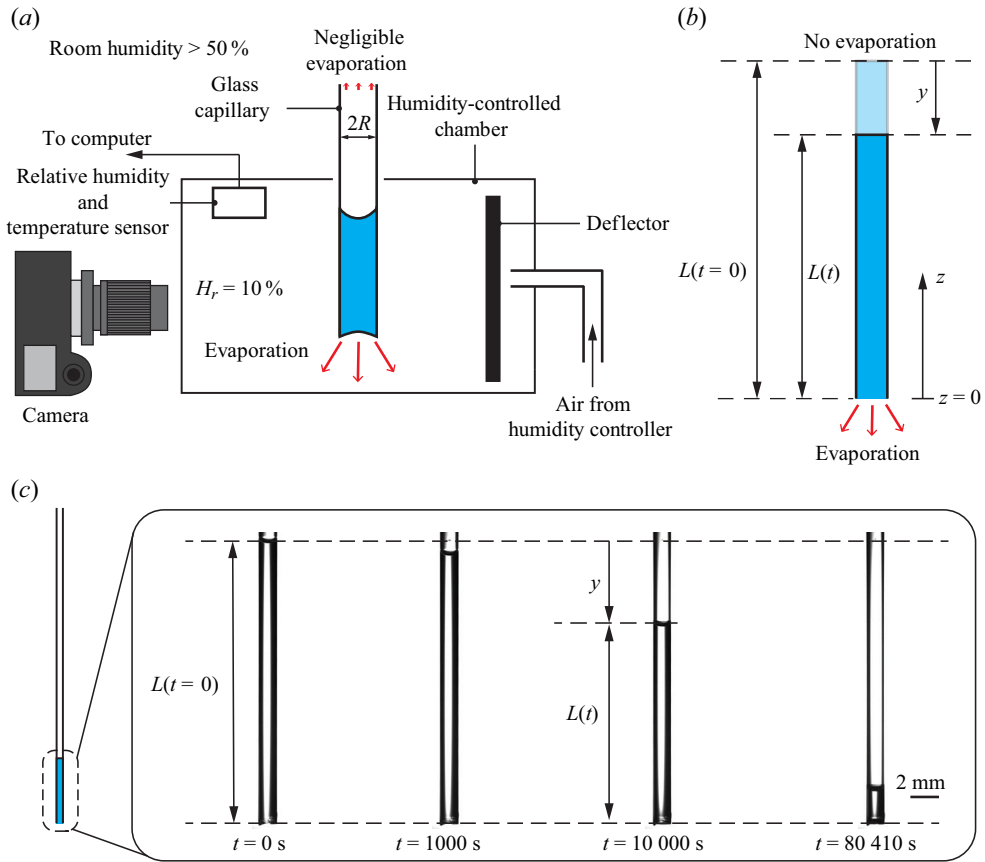 (a)
Room humidity > 50 %
Negligible
evaporation
Glass
capillary
Humidity-controlled
chamber
2R
To computer
Relative humidity
and
temperature sensor
Deflector
H_r = 10 %
Evaporation
Camera
Air from
humidity controller
(b)
No evaporation
y
L(t = 0)
L(t)
z
z = 0
Evaporation
(c)
L(t = 0)
y
L(t)
2 mm
t = 0 s
t = 1000 s
t = 10 000 s
t = 80 410 s